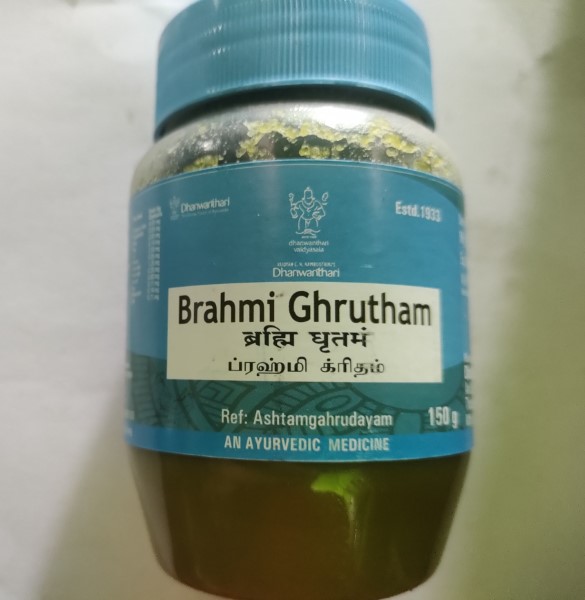 Dhanwanthari
Estd.1933
dhanwanthari
vaidyasala
Dhanwanthari
Brahmi Ghrutham
ब्रह्मि घृतमं
ப்ரஹ்மி க்ரிதம்
Ref: Ashtamgahrudayam
150 g
AN AYURVEDIC MEDICINE